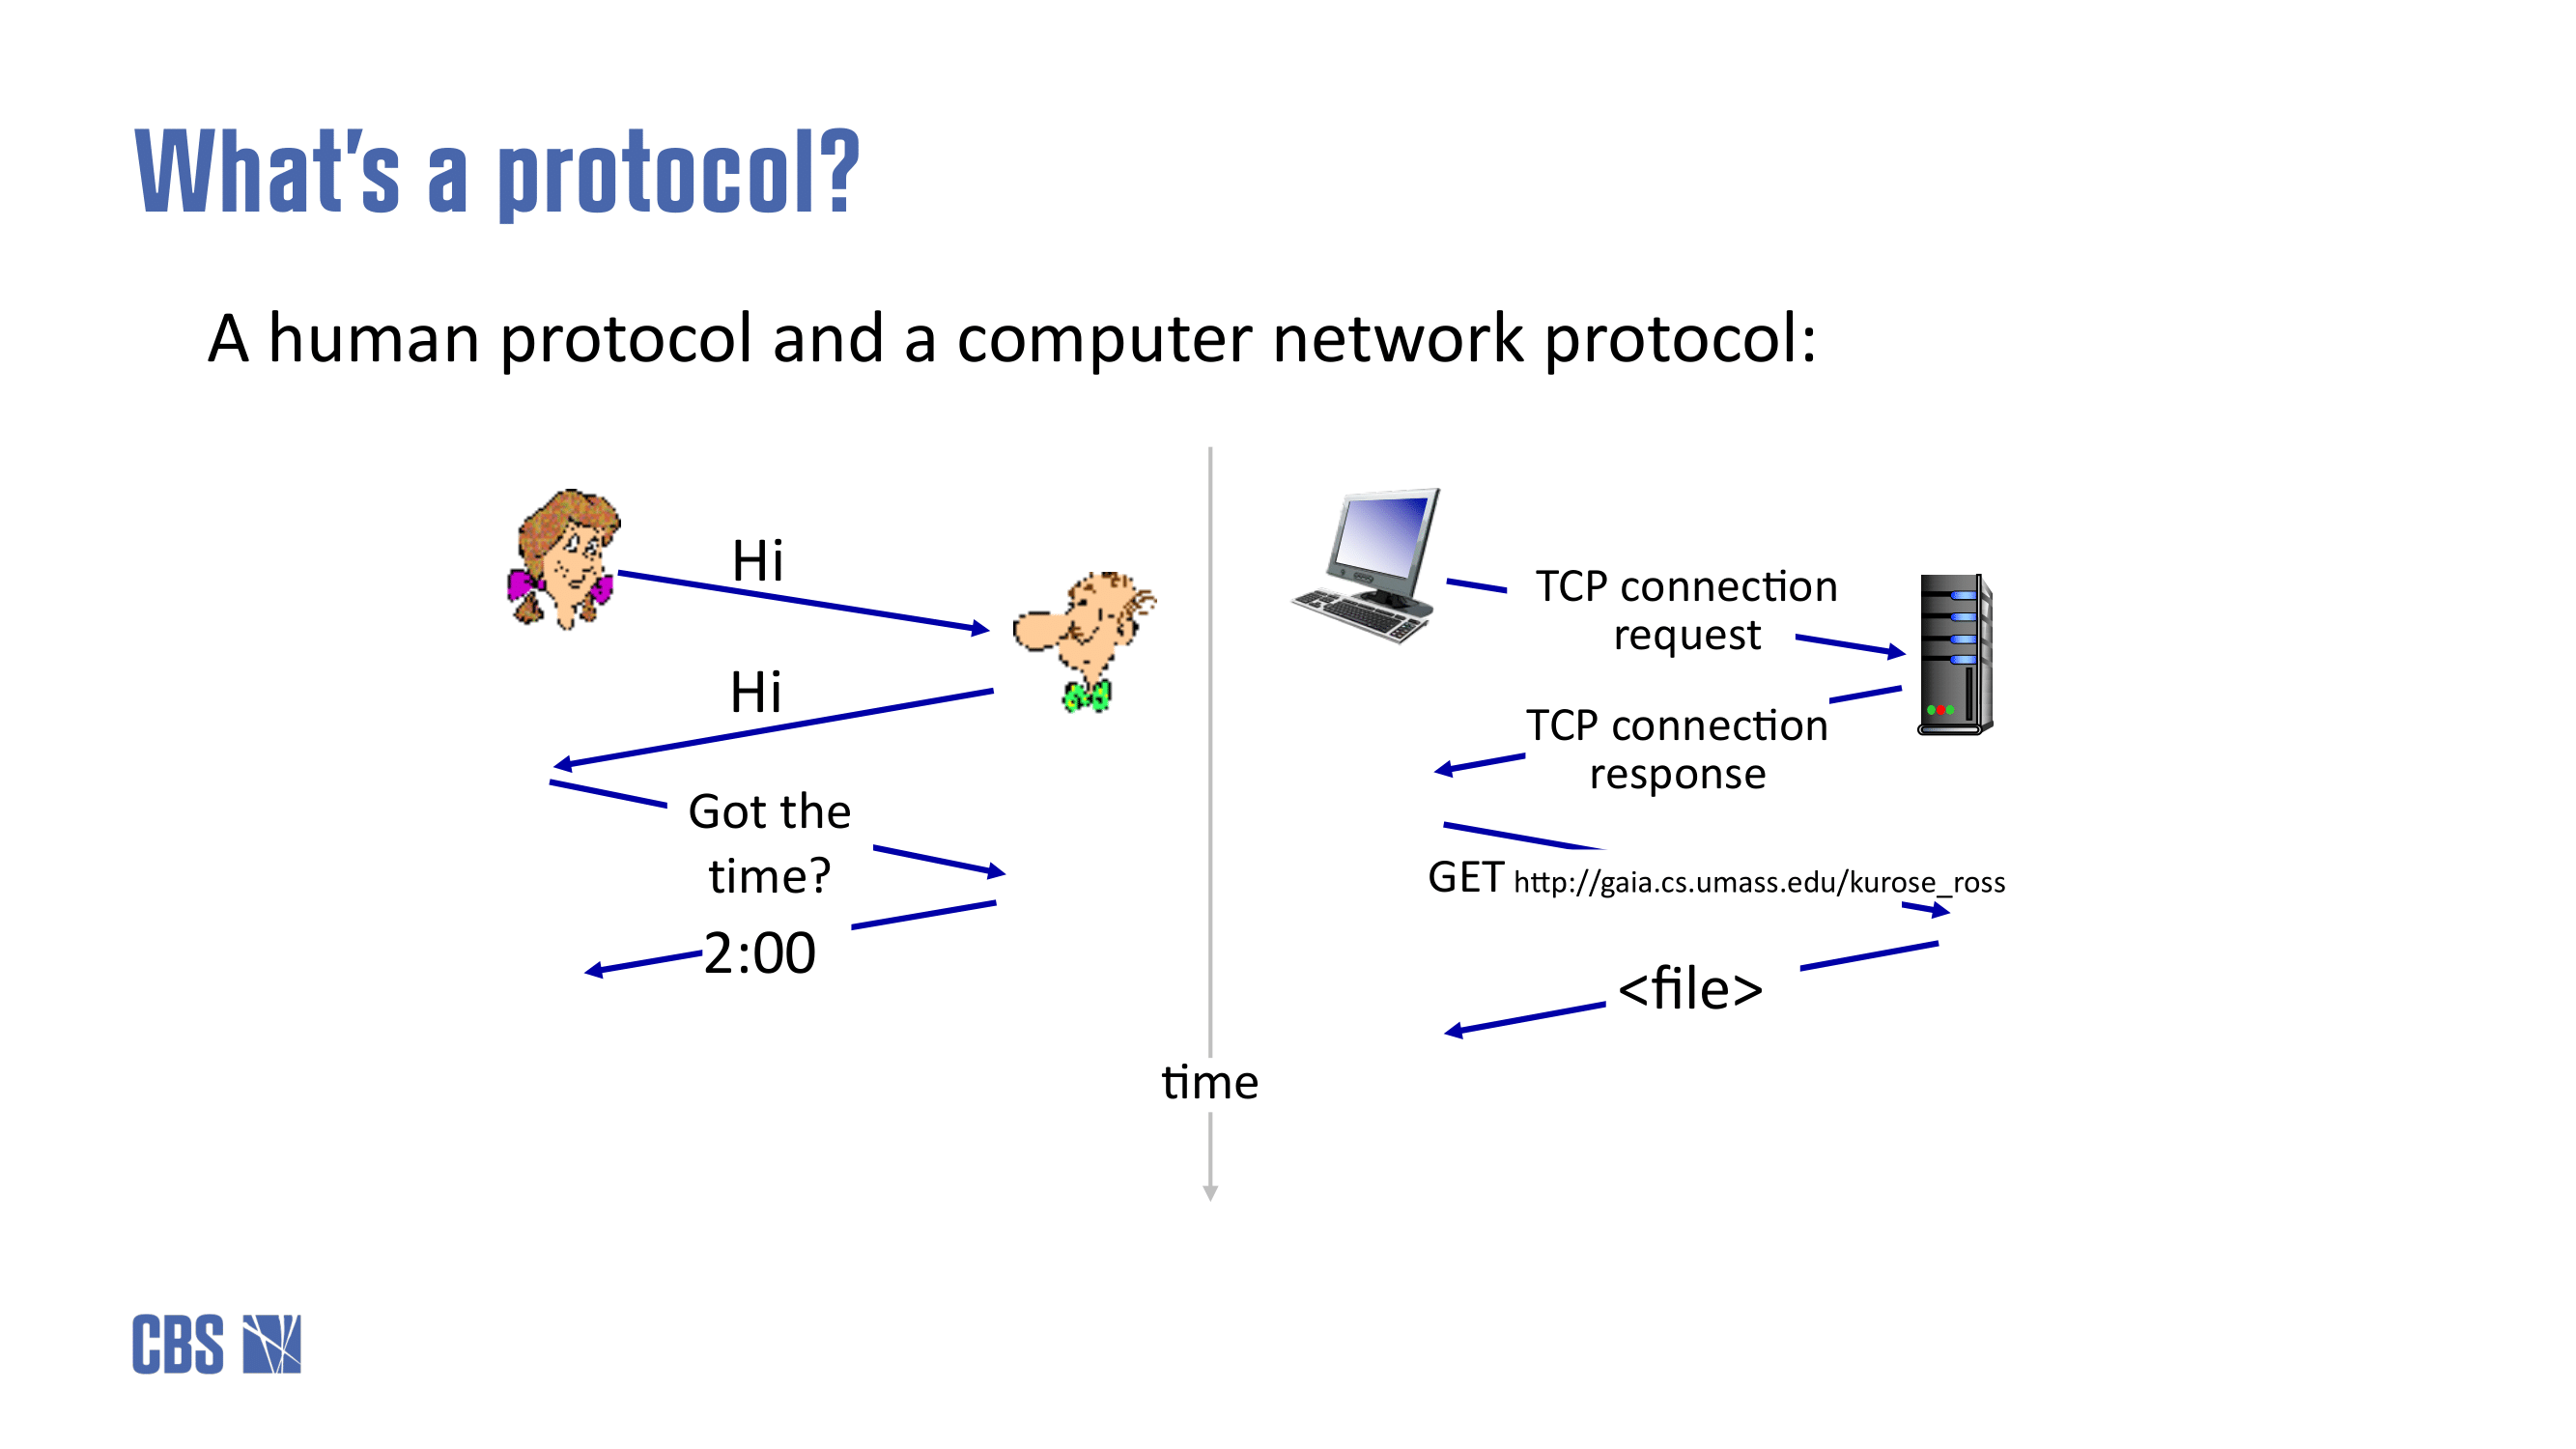 What's a protocol?
A human protocol and a computer network protocol:
Hi
Hi
Got the
time?
2:00
TCP connection
request
TCP connection
response
GET http://gaia.cs.umass.edu/kurose_ross
<file>
time
CBS